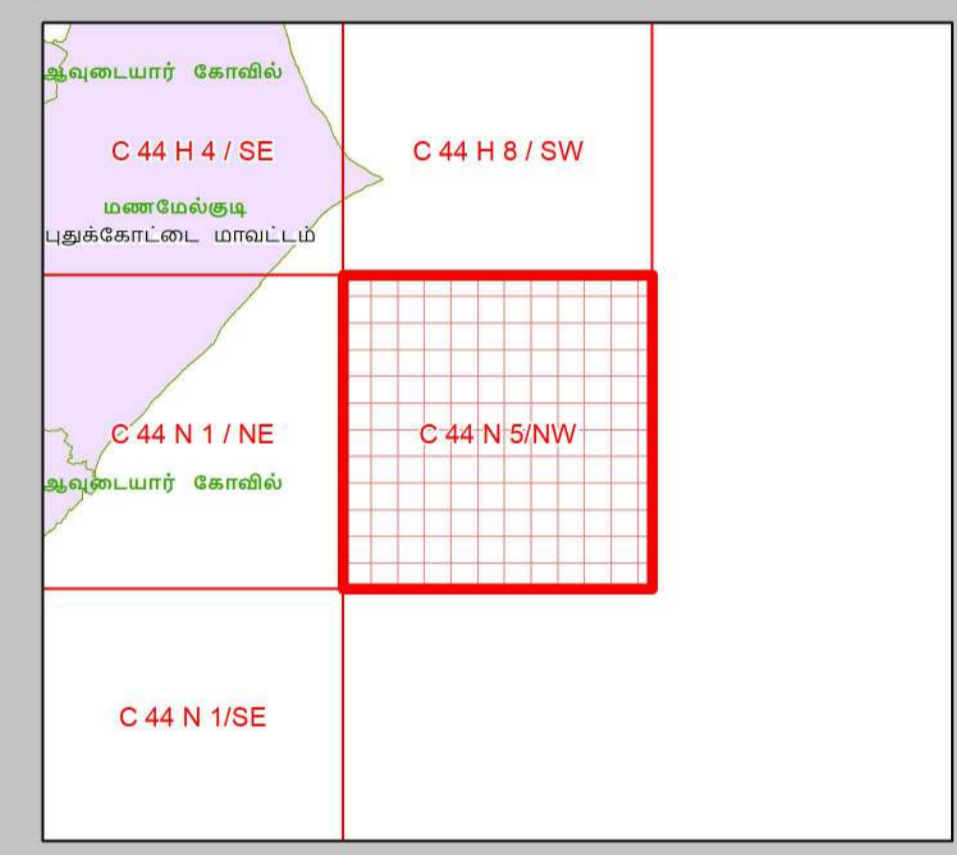 ஆவுடையார் கோவில்
C 44 H 4 / SE
C 44 H 8 / SW
மணமேல்குடி
புதுக்கோட்டை மாவட்டம்
C 44 N 1 / NE
C 44 N 5/NW
ஆவுடையார் கோவில்
C 44 N 1/SE